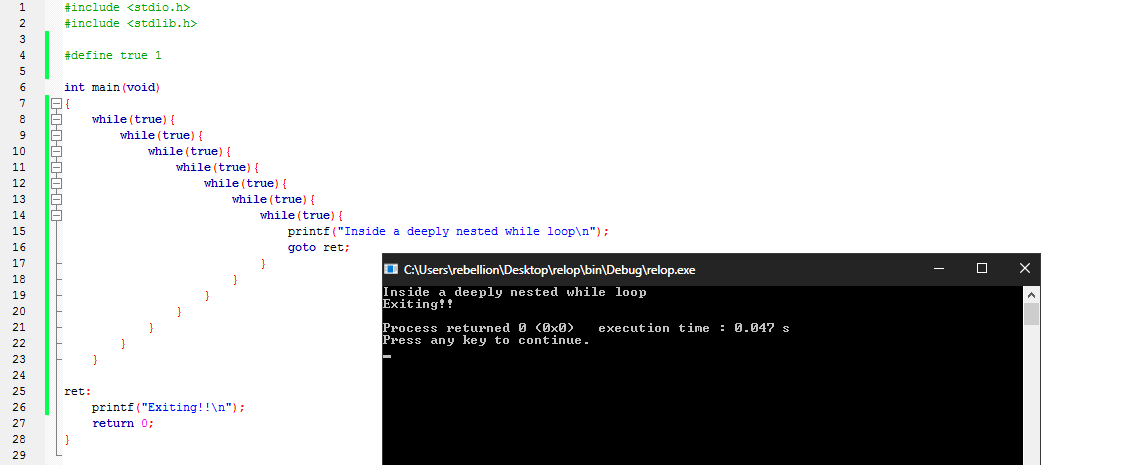 1 #include <stdio.h>
2 #include <stdlib.h>
3
4 #define true 1
5
6 int main(void)
7 {
8 while(true){
9 while(true){
10 while(true){
11 while(true){
12 while(true){
13 while(true){
14 while(true){
15 printf("Inside a deeply nested while loop\n");
16 goto ret;
17 }
18 }
19 }
20 }
21 }
22 }
23 }
24
25 ret:
26 printf("Exiting!!\n");
27 return 0;
28 }
29
C:\Users\rebellion\Desktop\relop\bin\Debug\relop.exe
Inside a deeply nested while loop
Exiting!!
Process returned 0 (0x0) execution time : 0.047 s
Press any key to continue.